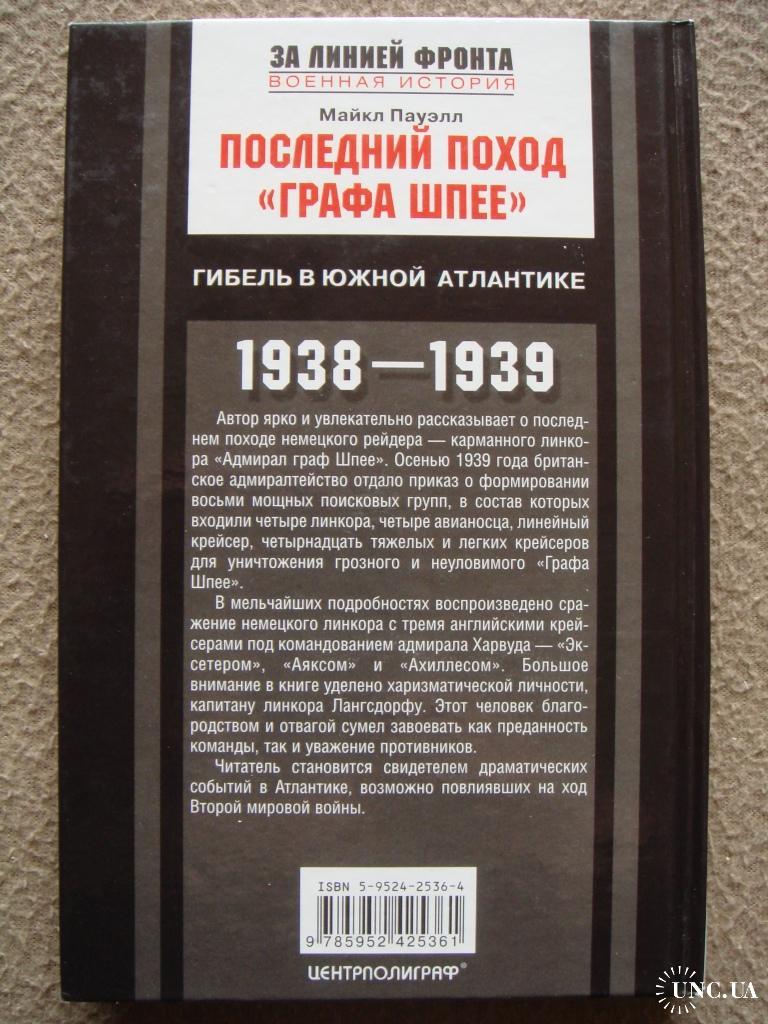 ЗА ЛИНИЕЙ ФРОНТА
ВОЕННАЯ ИСТОРИЯ
Майкл Пауэлл
ПОСЛЕДНИЙ ПОХОД
«ГРАФА ШПЕЕ»
ГИБЕЛЬ В ЮЖНОЙ АТЛАНТИКЕ
1938—1939
Автор ярко и увлекательно рассказывает о послед-
нем походе немецкого рейдера — карманного линко-
ра «Адмирал граф Шпее». Осенью 1939 года британ-
ское адмиралтейство отдало приказ о формировании
восьми мощных поисковых групп, в состав которых
входили четыре линкора, четыре авианосца, линейный
крейсер, четырнадцать тяжелых и легких крейсеров
для уничтожения грозного и неуловимого «Графа
Шпее».
В мельчайших подробностях воспроизведено сра-
жение немецкого линкора с тремя английскими крей-
серами под командованием адмирала Харвуда — «Эк-
сетером», «Аяксом» и «Ахиллесом». Большое
внимание в книге уделено харизматической личности,
капитану линкора Лангсдорфу. Этот человек благо-
родством и отвагой сумел завоевать как преданность
команды, так и уважение противников.
Читатель становится свидетелем драматических
событий в Атлантике, возможно повлиявших на ход
Второй мировой войны.
ISBN 5-9524-2536-4
9 785952 425361
ЦЕНТРПОЛИГРАФ®
UNC.UA